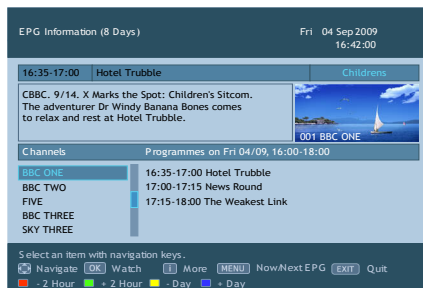 EPG Information (8 Days) Fri 04 Sep 2009
16:42:00
16:35-17:00 Hotel Trubble Childrens
CBBC. 9/14. X Marks the Spot: Children's Sitcom.
The adventurer Dr Windy Banana Bones comes
to relax and rest at Hotel Trubble.
001 BBC ONE
Channels Programmes on Fri 04/09, 16:00-18:00
BBC ONE 16:35-17:00 Hotel Trubble
BBC TWO 17:00-17:15 News Round
FIVE 17:15-18:00 The Weakest Link
BBC THREE
SKY THREE
Select an item with navigation keys.
Navigate OK Watch i More MENU Now/Next EPG EXIT Quit
- 2 Hour + 2 Hour - Day + Day